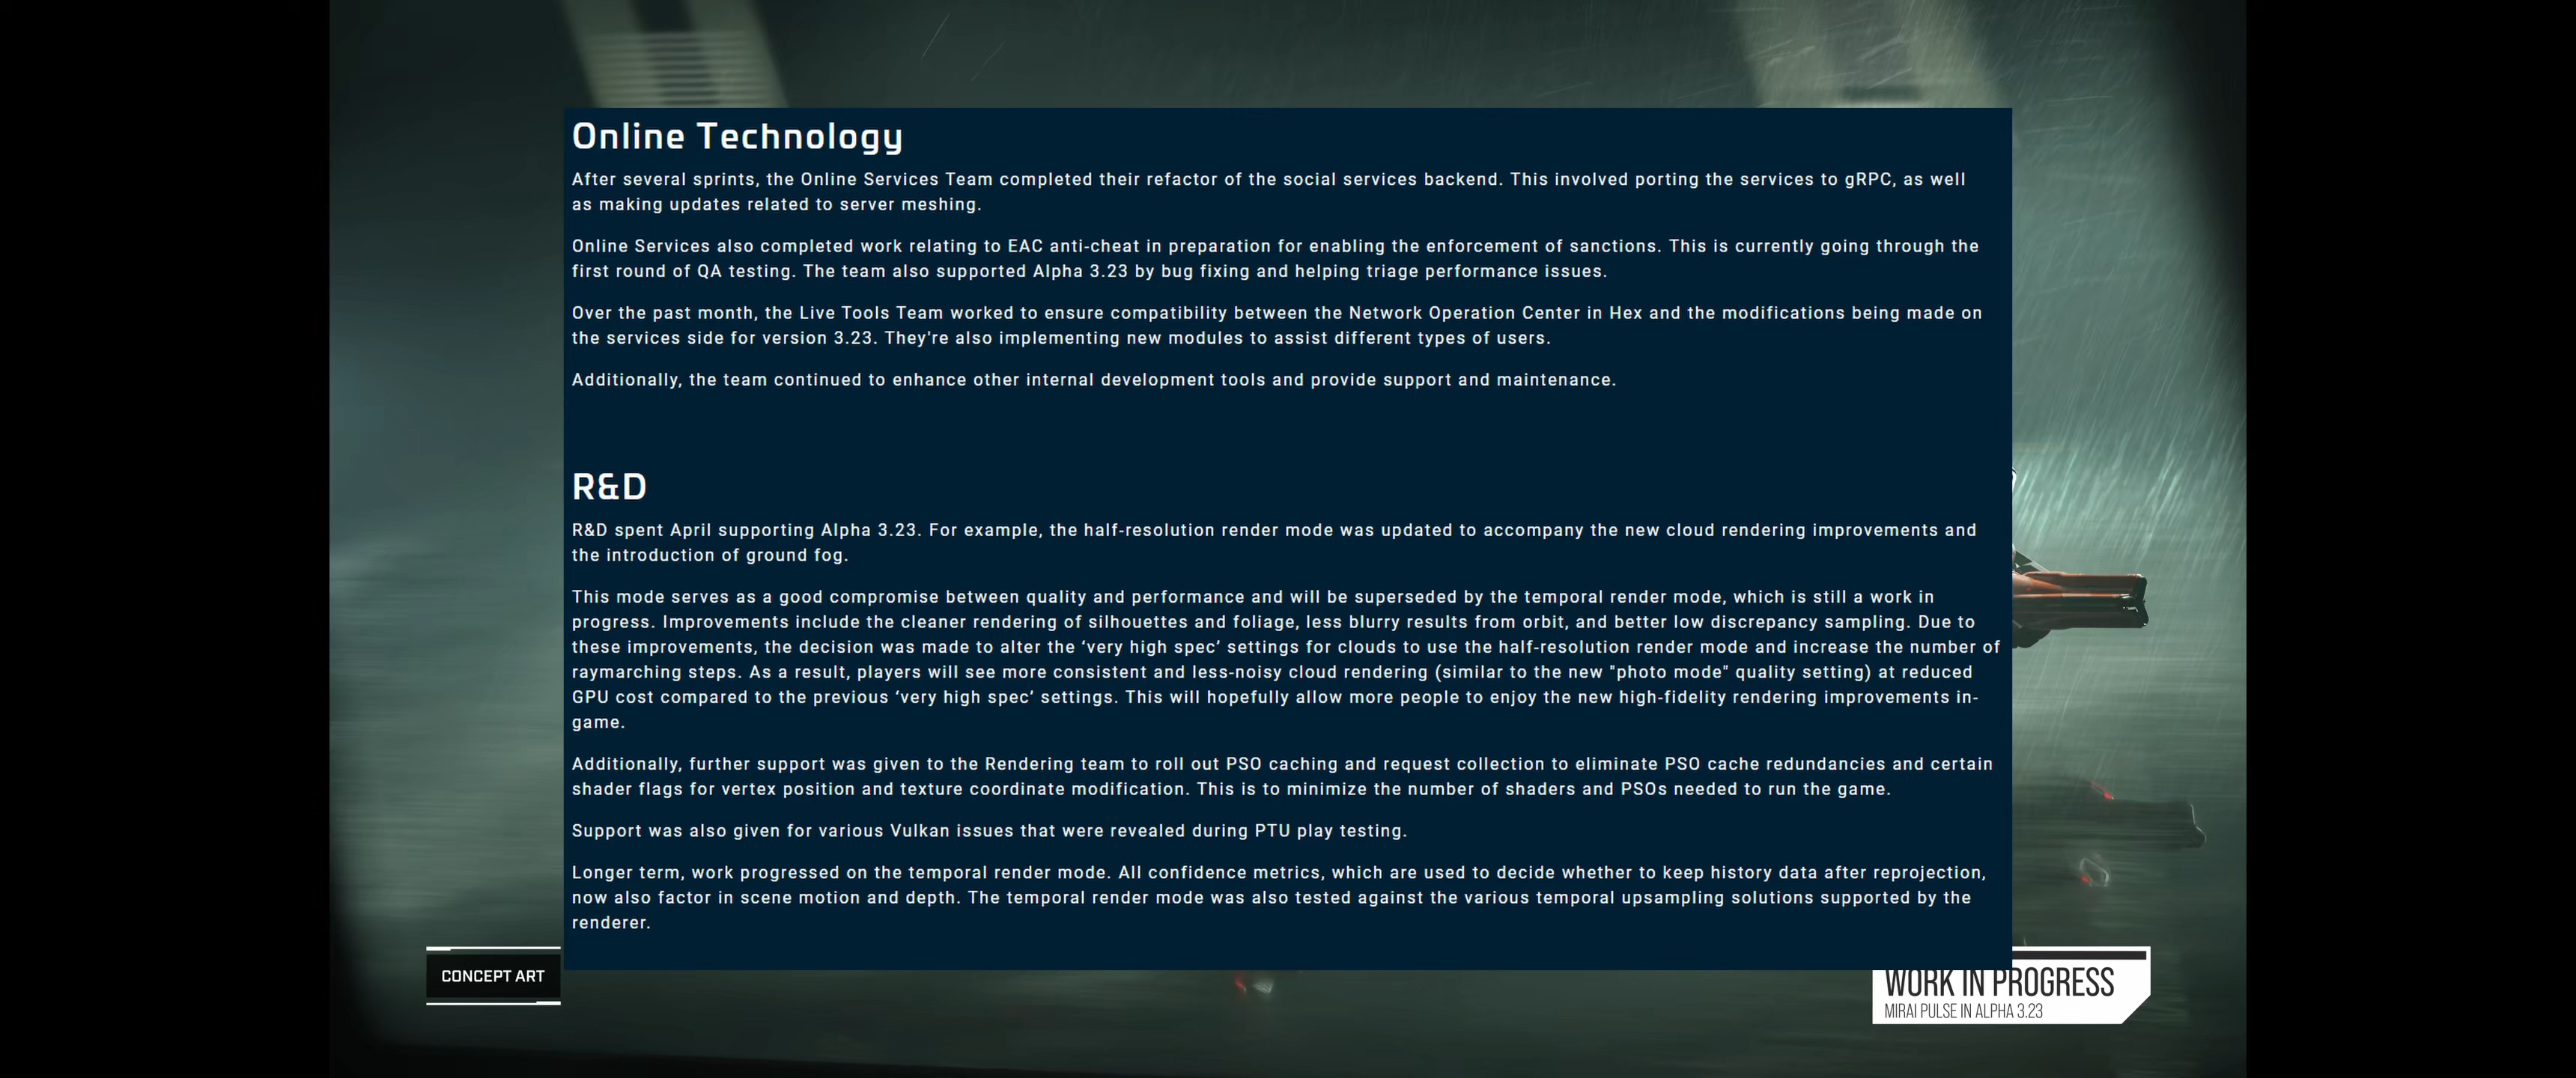 Online Technology
After several sprints, the Online Services Team completed their refactor of the social services backend. This involved porting the services to gRPC, as well
as making updates related to server meshing.
Online Services also completed work relating to EAC anti-cheat in preparation for enabling the enforcement of sanctions. This is currently going through the
first round of QA testing. The team also supported Alpha 3.23 by bug fixing and helping triage performance issues.
Over the past month, the Live Tools Team worked to ensure compatibility between the Network Operation Center in Hex and the modifications being made on
the services side for version 3.23. They're also implementing new modules to assist different types of users.
Additionally, the team continued to enhance other internal development tools and provide support and maintenance.
R&D
R&D spent April supporting Alpha 3.23. For example, the half-resolution render mode was updated to accompany the new cloud rendering improvements and
the introduction of ground fog.
This mode serves as a good compromise between quality and performance and will be superseded by the temporal render mode, which is still a work in
progress. Improvements include the cleaner rendering of silhouettes and foliage, less blurry results from orbit, and better low discrepancy sampling. Due to
these improvements, the decision was made to alter the ‘very high spec’ settings for clouds to use the half-resolution render mode and increase the number of
raymarching steps. As a result, players will see more consistent and less-noisy cloud rendering (similar to the new "photo mode" quality setting) at reduced
GPU cost compared to the previous ‘very high spec’ settings. This will hopefully allow more people to enjoy the new high-fidelity rendering improvements in-
game.
Additionally, further support was given to the Rendering team to roll out PSO caching and request collection to eliminate PSO cache redundancies and certain
shader flags for vertex position and texture coordinate modification. This is to minimize the number of shaders and PSOs needed to run the game.
Support was also given for various Vulkan issues that were revealed during PTU play testing.
Longer term, work progressed on the temporal render mode. All confidence metrics, which are used to decide whether to keep history data after reprojection,
now also factor in scene motion and depth. The temporal render mode was also tested against the various temporal upsampling solutions supported by the
renderer.
CONCEPT ART
WORK IN PROGRESS
MIRAI PULSE IN ALPHA 3.23